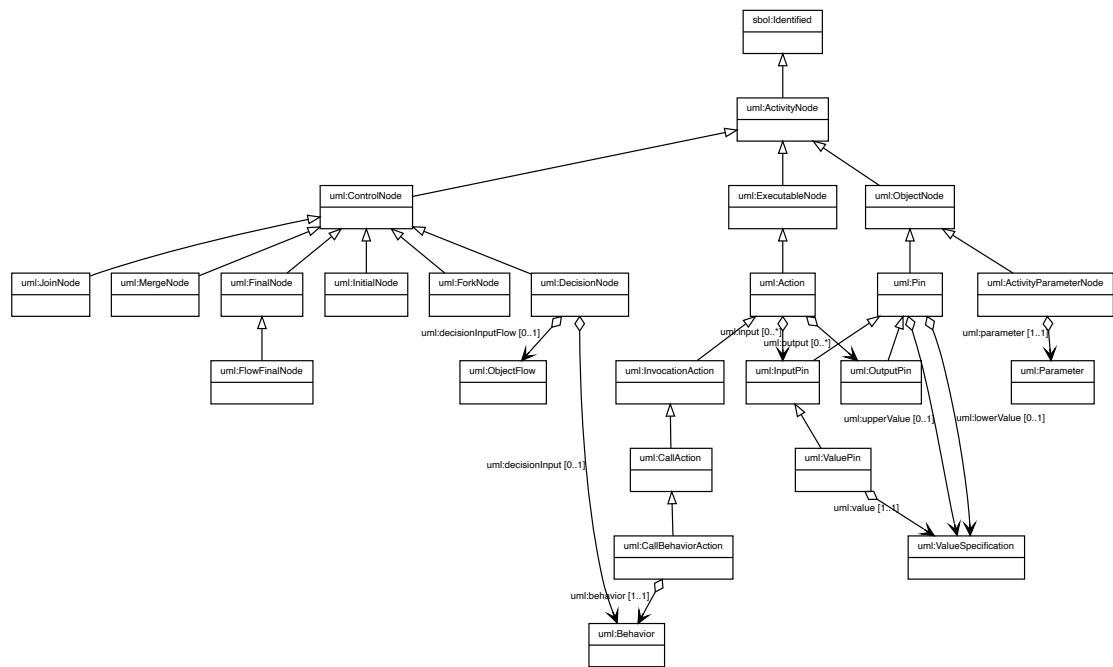 sbol:Identified
uml:ActivityNode
uml:ControlNode
uml:ExecutableNode
uml:ObjectNode
uml:JoinNode
uml:MergeNode
uml:FinalNode
uml:InitialNode
uml:ForkNode
uml:DecisionNode
uml:Action
uml:Pin
uml:ActivityParameterNode
uml:decisionInputFlow [0..1]
uml:input [0..*]
uml:output [0..*]
uml:parameter [1..1]
uml:FlowFinalNode
uml:ObjectFlow
uml:InvocationAction
uml:InputPin
uml:OutputPin
uml:Parameter
uml:upperValue [0..1]
uml:lowerValue [0..1]
uml:CallAction
uml:ValuePin
uml:decisionInput [0..1]
uml:value [1..1]
uml:CallBehaviorAction
uml:ValueSpecification
uml:behavior [1..1]
uml:Behavior